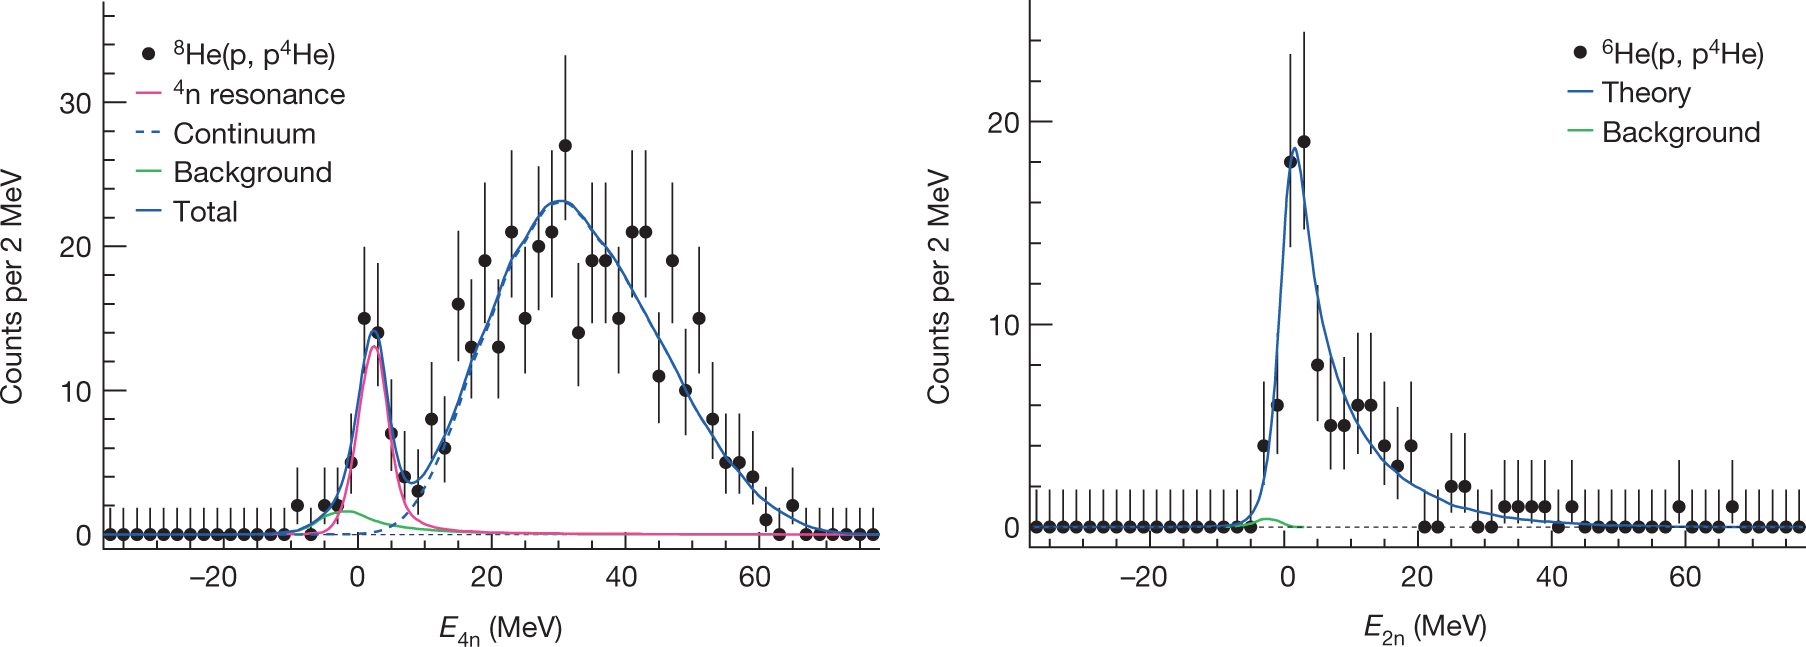 ⁸He(p, p⁴He)
⁴n resonance
Continuum
Background
Total
Counts per 2 MeV
30
20
10
0
−20 0 20 40 60
E₄ₙ (MeV)
⁶He(p, p⁴He)
Theory
Background
Counts per 2 MeV
20
10
0
−20 0 20 40 60
E₂ₙ (MeV)